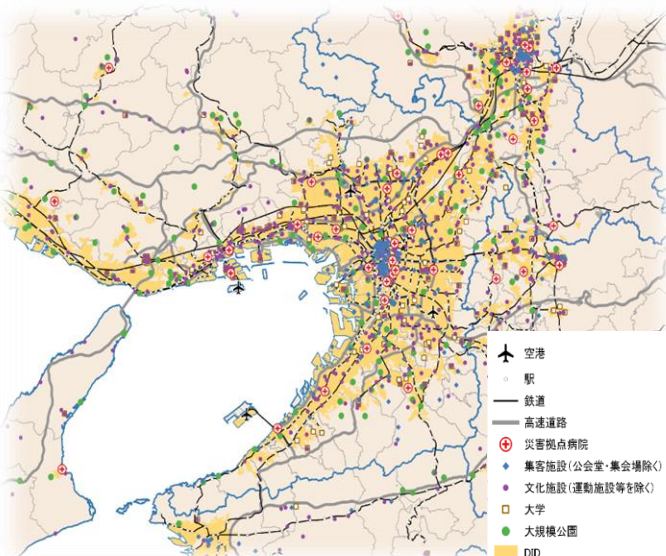 空港
駅
鉄道
高速道路
災害拠点病院
集客施設(公会堂・集会場除く)
文化施設(運動施設等を除く)
大学
大規模公園
DID